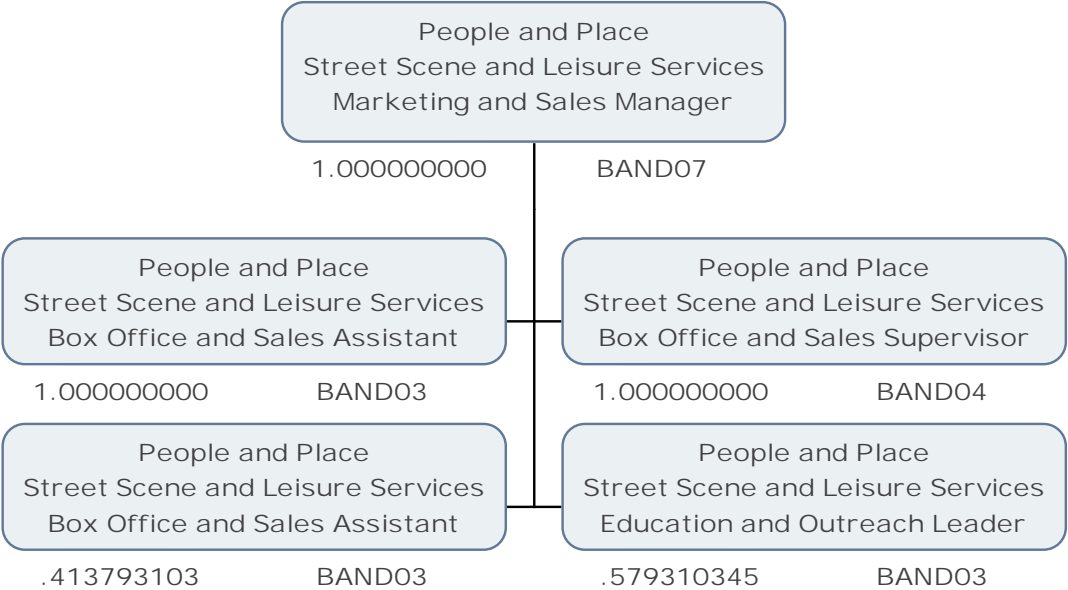 People and Place
Street Scene and Leisure Services
Marketing and Sales Manager
1.000000000 BAND07
People and Place
Street Scene and Leisure Services
Box Office and Sales Assistant
1.000000000 BAND03
People and Place
Street Scene and Leisure Services
Box Office and Sales Supervisor
1.000000000 BAND04
People and Place
Street Scene and Leisure Services
Box Office and Sales Assistant
.413793103 BAND03
People and Place
Street Scene and Leisure Services
Education and Outreach Leader
.579310345 BAND03